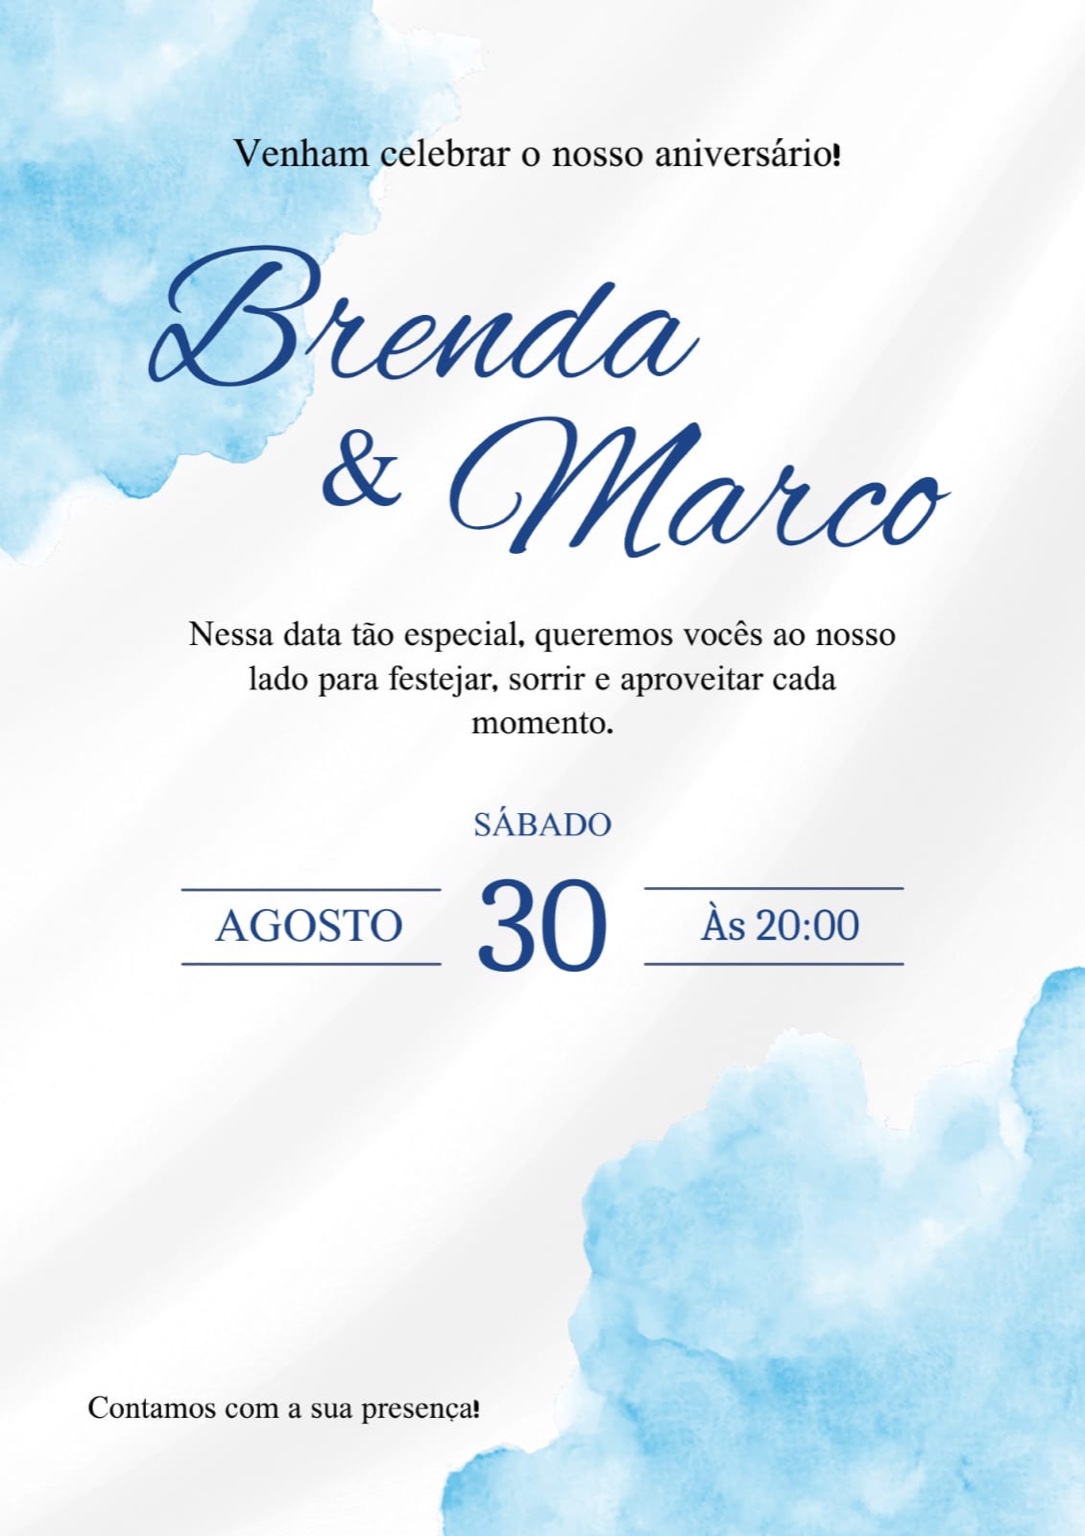 Venham celebrar o nosso aniversário!
Brenda
& Marco
Nessa data tão especial, queremos vocês ao nosso
lado para festejar, sorrir e aproveitar cada
momento.
SÁBADO
AGOSTO 30 Às 20:00
Contamos com a sua presença!